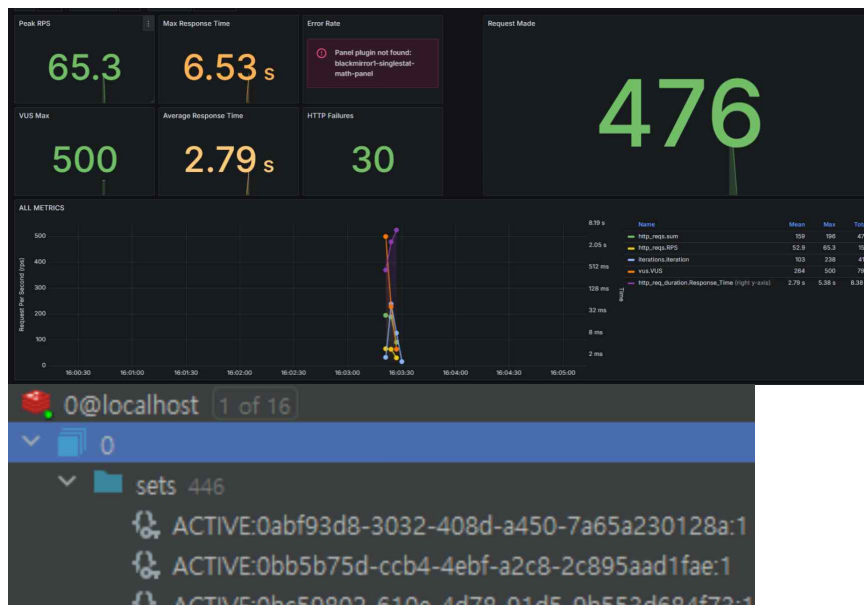 Peak RPS
65.3
Max Response Time
6.53 s
Error Rate
Panel plugin not found:
blackmirror1-singlestat-
math-panel
Request Made
476
VUS Max
500
Average Response Time
2.79 s
HTTP Failures
30
ALL METRICS
Request Per Second (rps)
500
400
300
200
100
0
16:00:30 16:01:00 16:01:30 16:02:00 16:02:30 16:03:00 16:03:30 16:04:00 16:04:30 16:05:00
8.19 s
2.05 s
512 ms
128 ms
32 ms
8 ms
2 ms
Time
Name Mean Max
http_reqs.sum 159 196
http_reqs.RPS 52.9 65.3
iterations.iteration 103 238
vus.VUS 264 500
http_req_duration.Response_Time (right y-axis) 2.79 s 5.38 s 8.38
0@localhost 1 of 16
0
sets 446
ACTIVE:0abf93d8-3032-408d-a450-7a65a230128a:1
ACTIVE:0bb5b75d-ccb4-4ebf-a2c8-2c895aad1fae:1